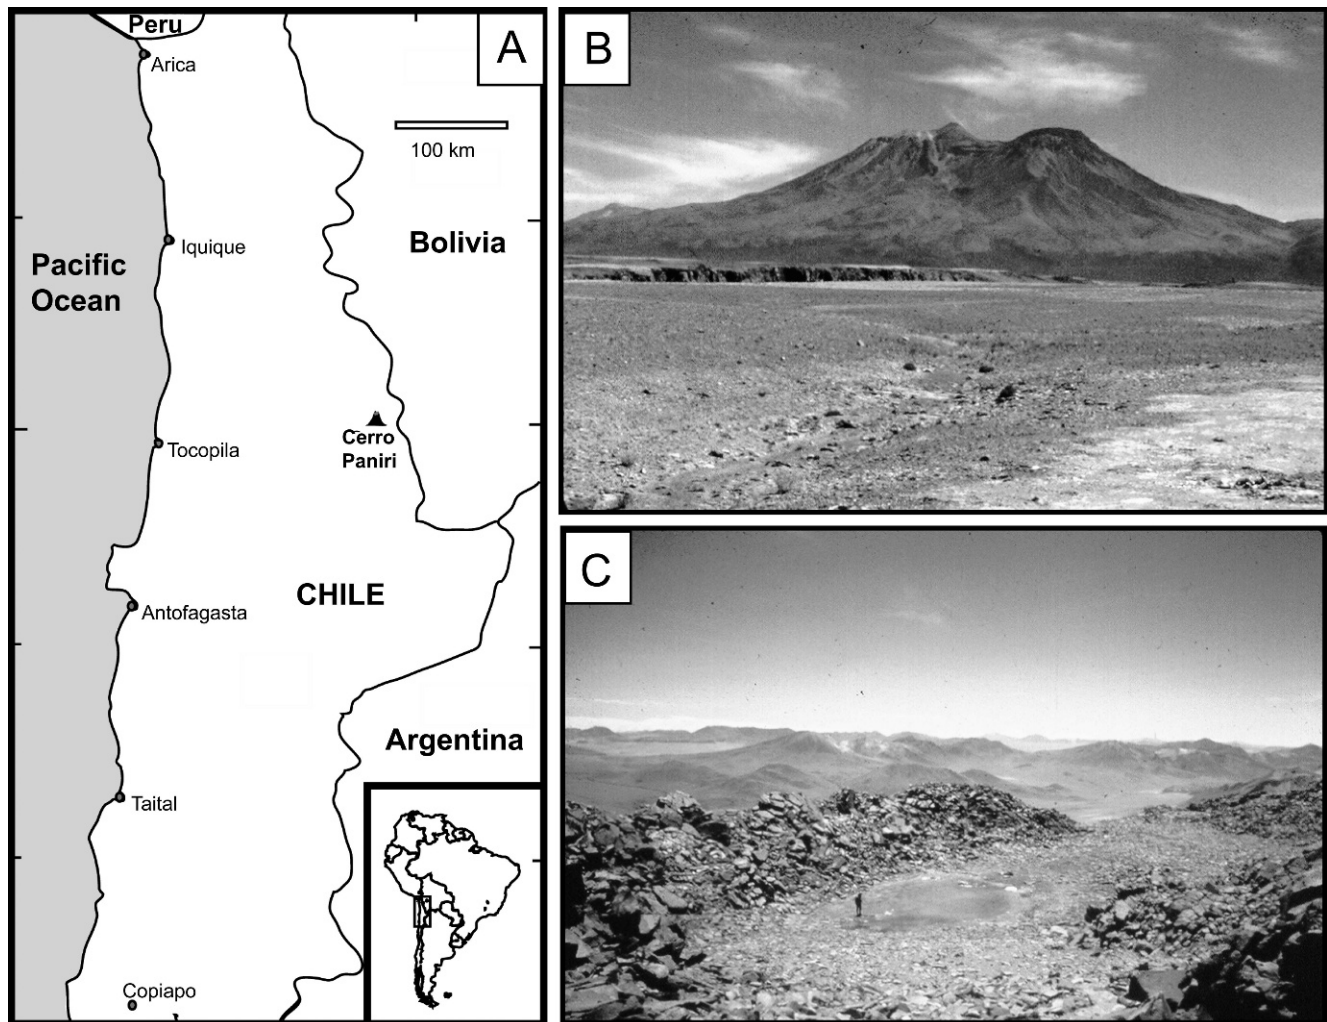 Peru
A
Arica
100 km
Iquique
Bolivia
Pacific
Ocean
Cerro
Paniri
Tocopila
CHILE
Antofagasta
Argentina
Taital
Copiapo
B
C